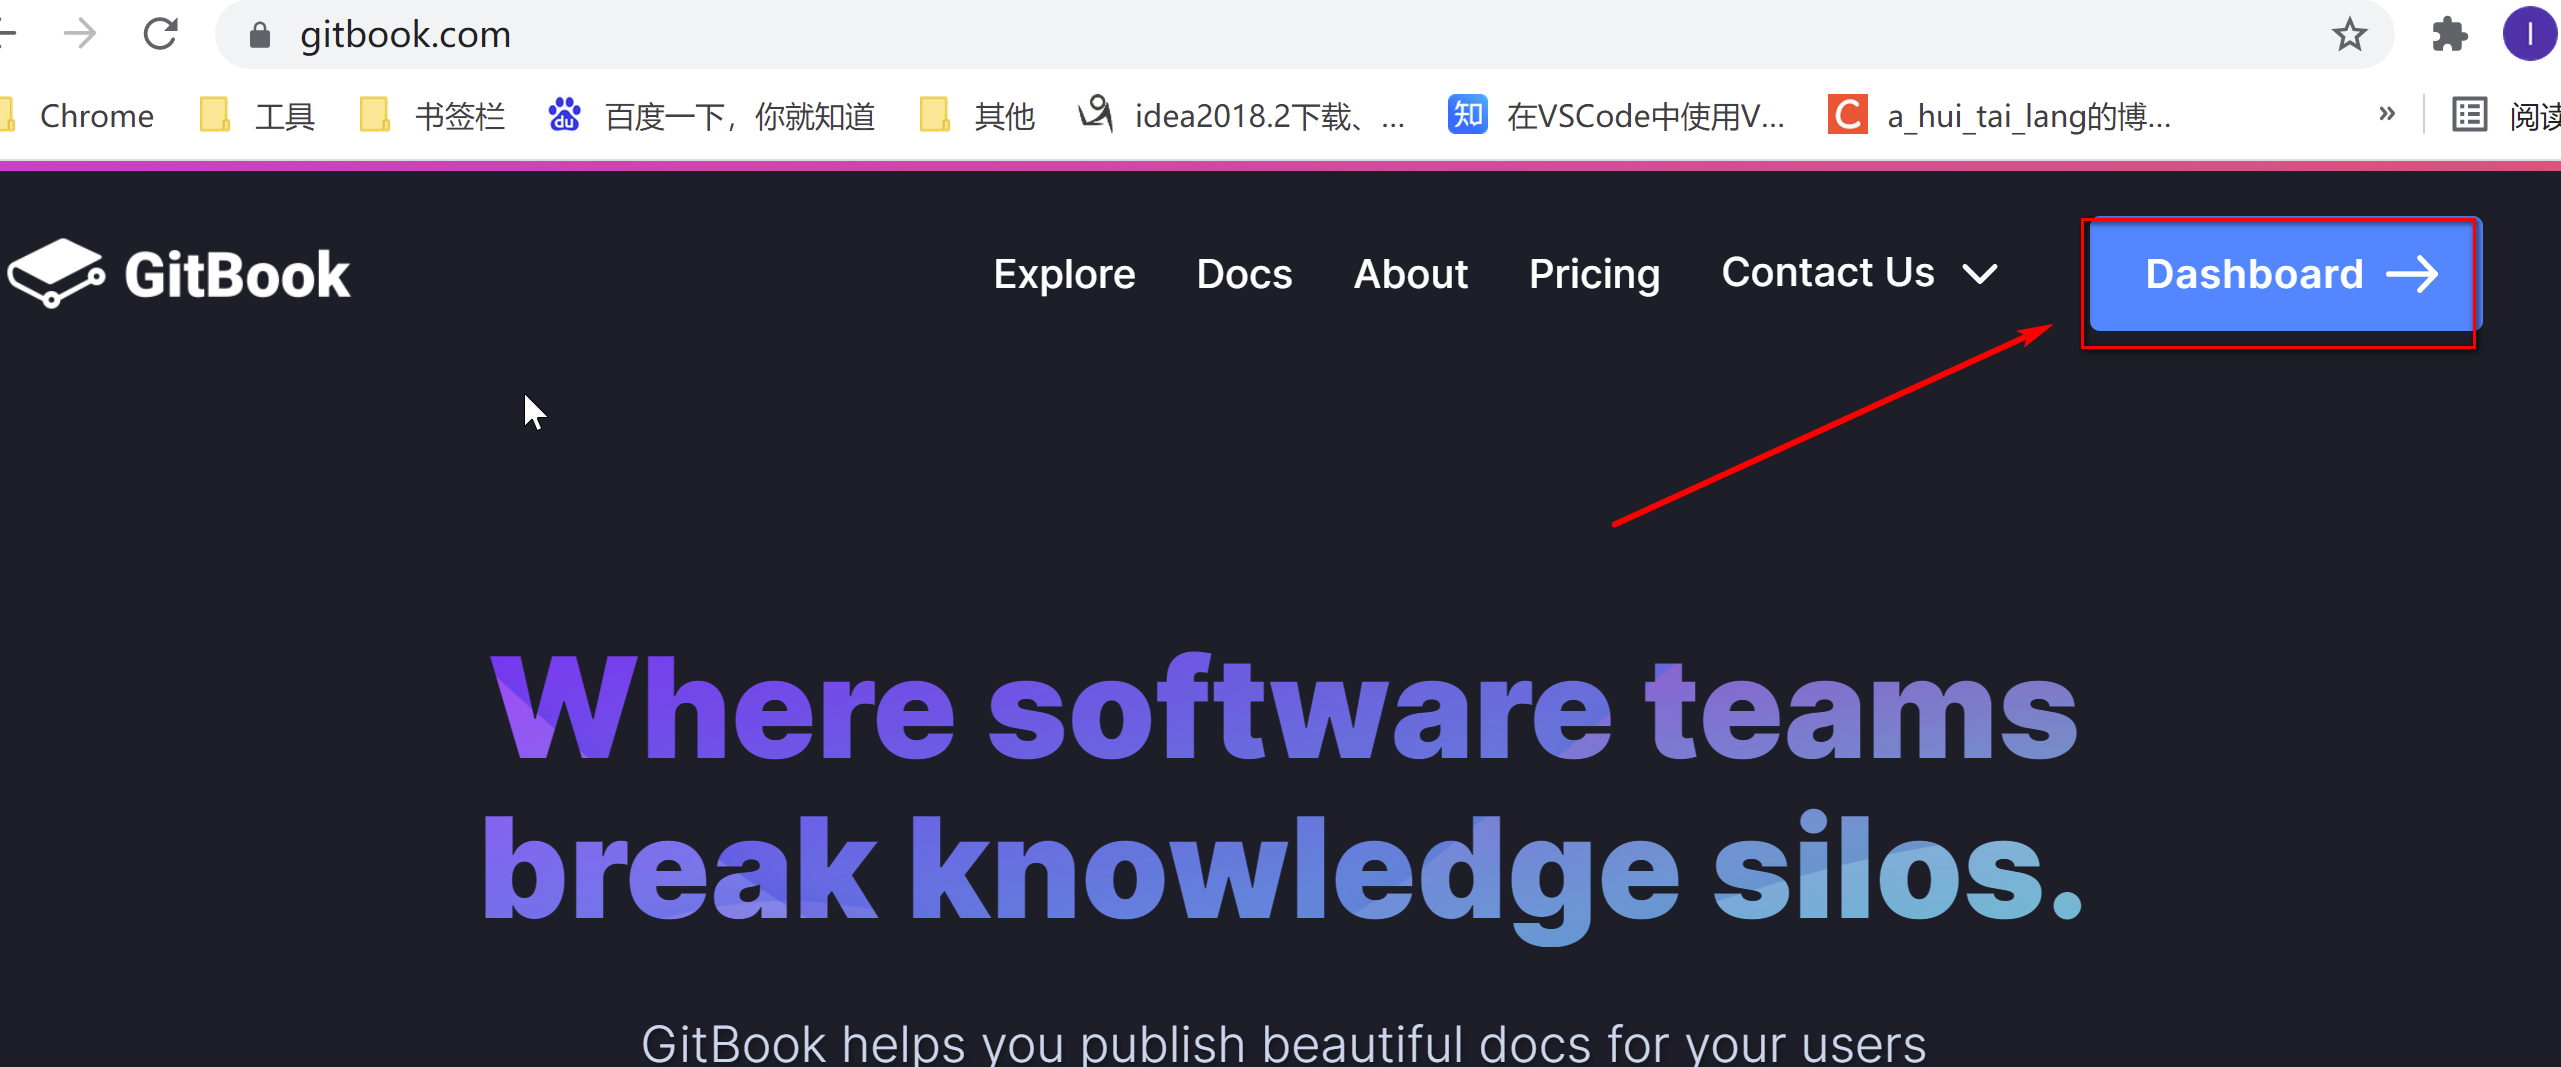 gitbook.com
I
Chrome 工具 书签栏 百度一下，你就知道 其他 idea2018.2下载、... 知 在VSCode中使用V... C a_hui_tai_lang的博... » 阅读
GitBook Explore Docs About Pricing Contact Us Dashboard
Where software teams
break knowledge silos.
GitBook helps you publish beautiful docs for your users